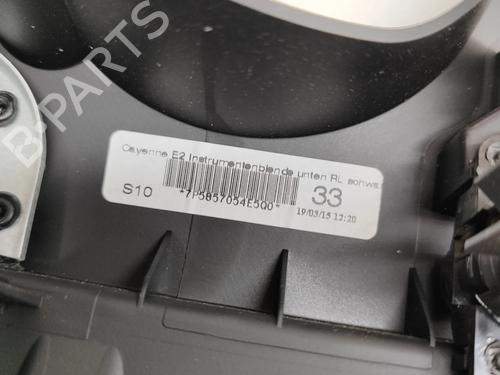 B-PARTS
Cayenne E2 Instrumentenblende unten RL schwa
S10
*7P5857054E5Q0*
33
19/03/15 12:20